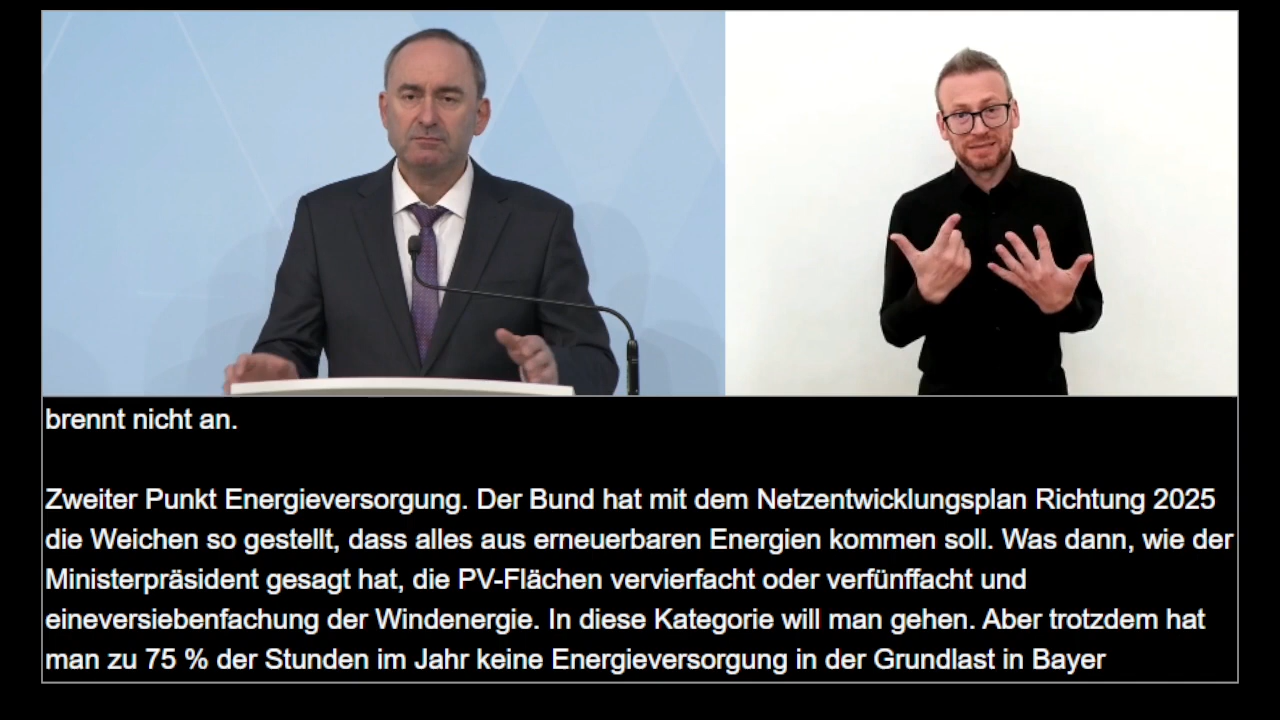 brennt nicht an.
Zweiter Punkt Energieversorgung. Der Bund hat mit dem Netzentwicklungsplan Richtung 2025
die Weichen so gestellt, dass alles aus erneuerbaren Energien kommen soll. Was dann, wie der
Ministerpräsident gesagt hat, die PV-Flächen vervierfacht oder verfünffacht und
eineversiebenfachung der Windenergie. In diese Kategorie will man gehen. Aber trotzdem hat
man zu 75 % der Stunden im Jahr keine Energieversorgung in der Grundlast in Bayer